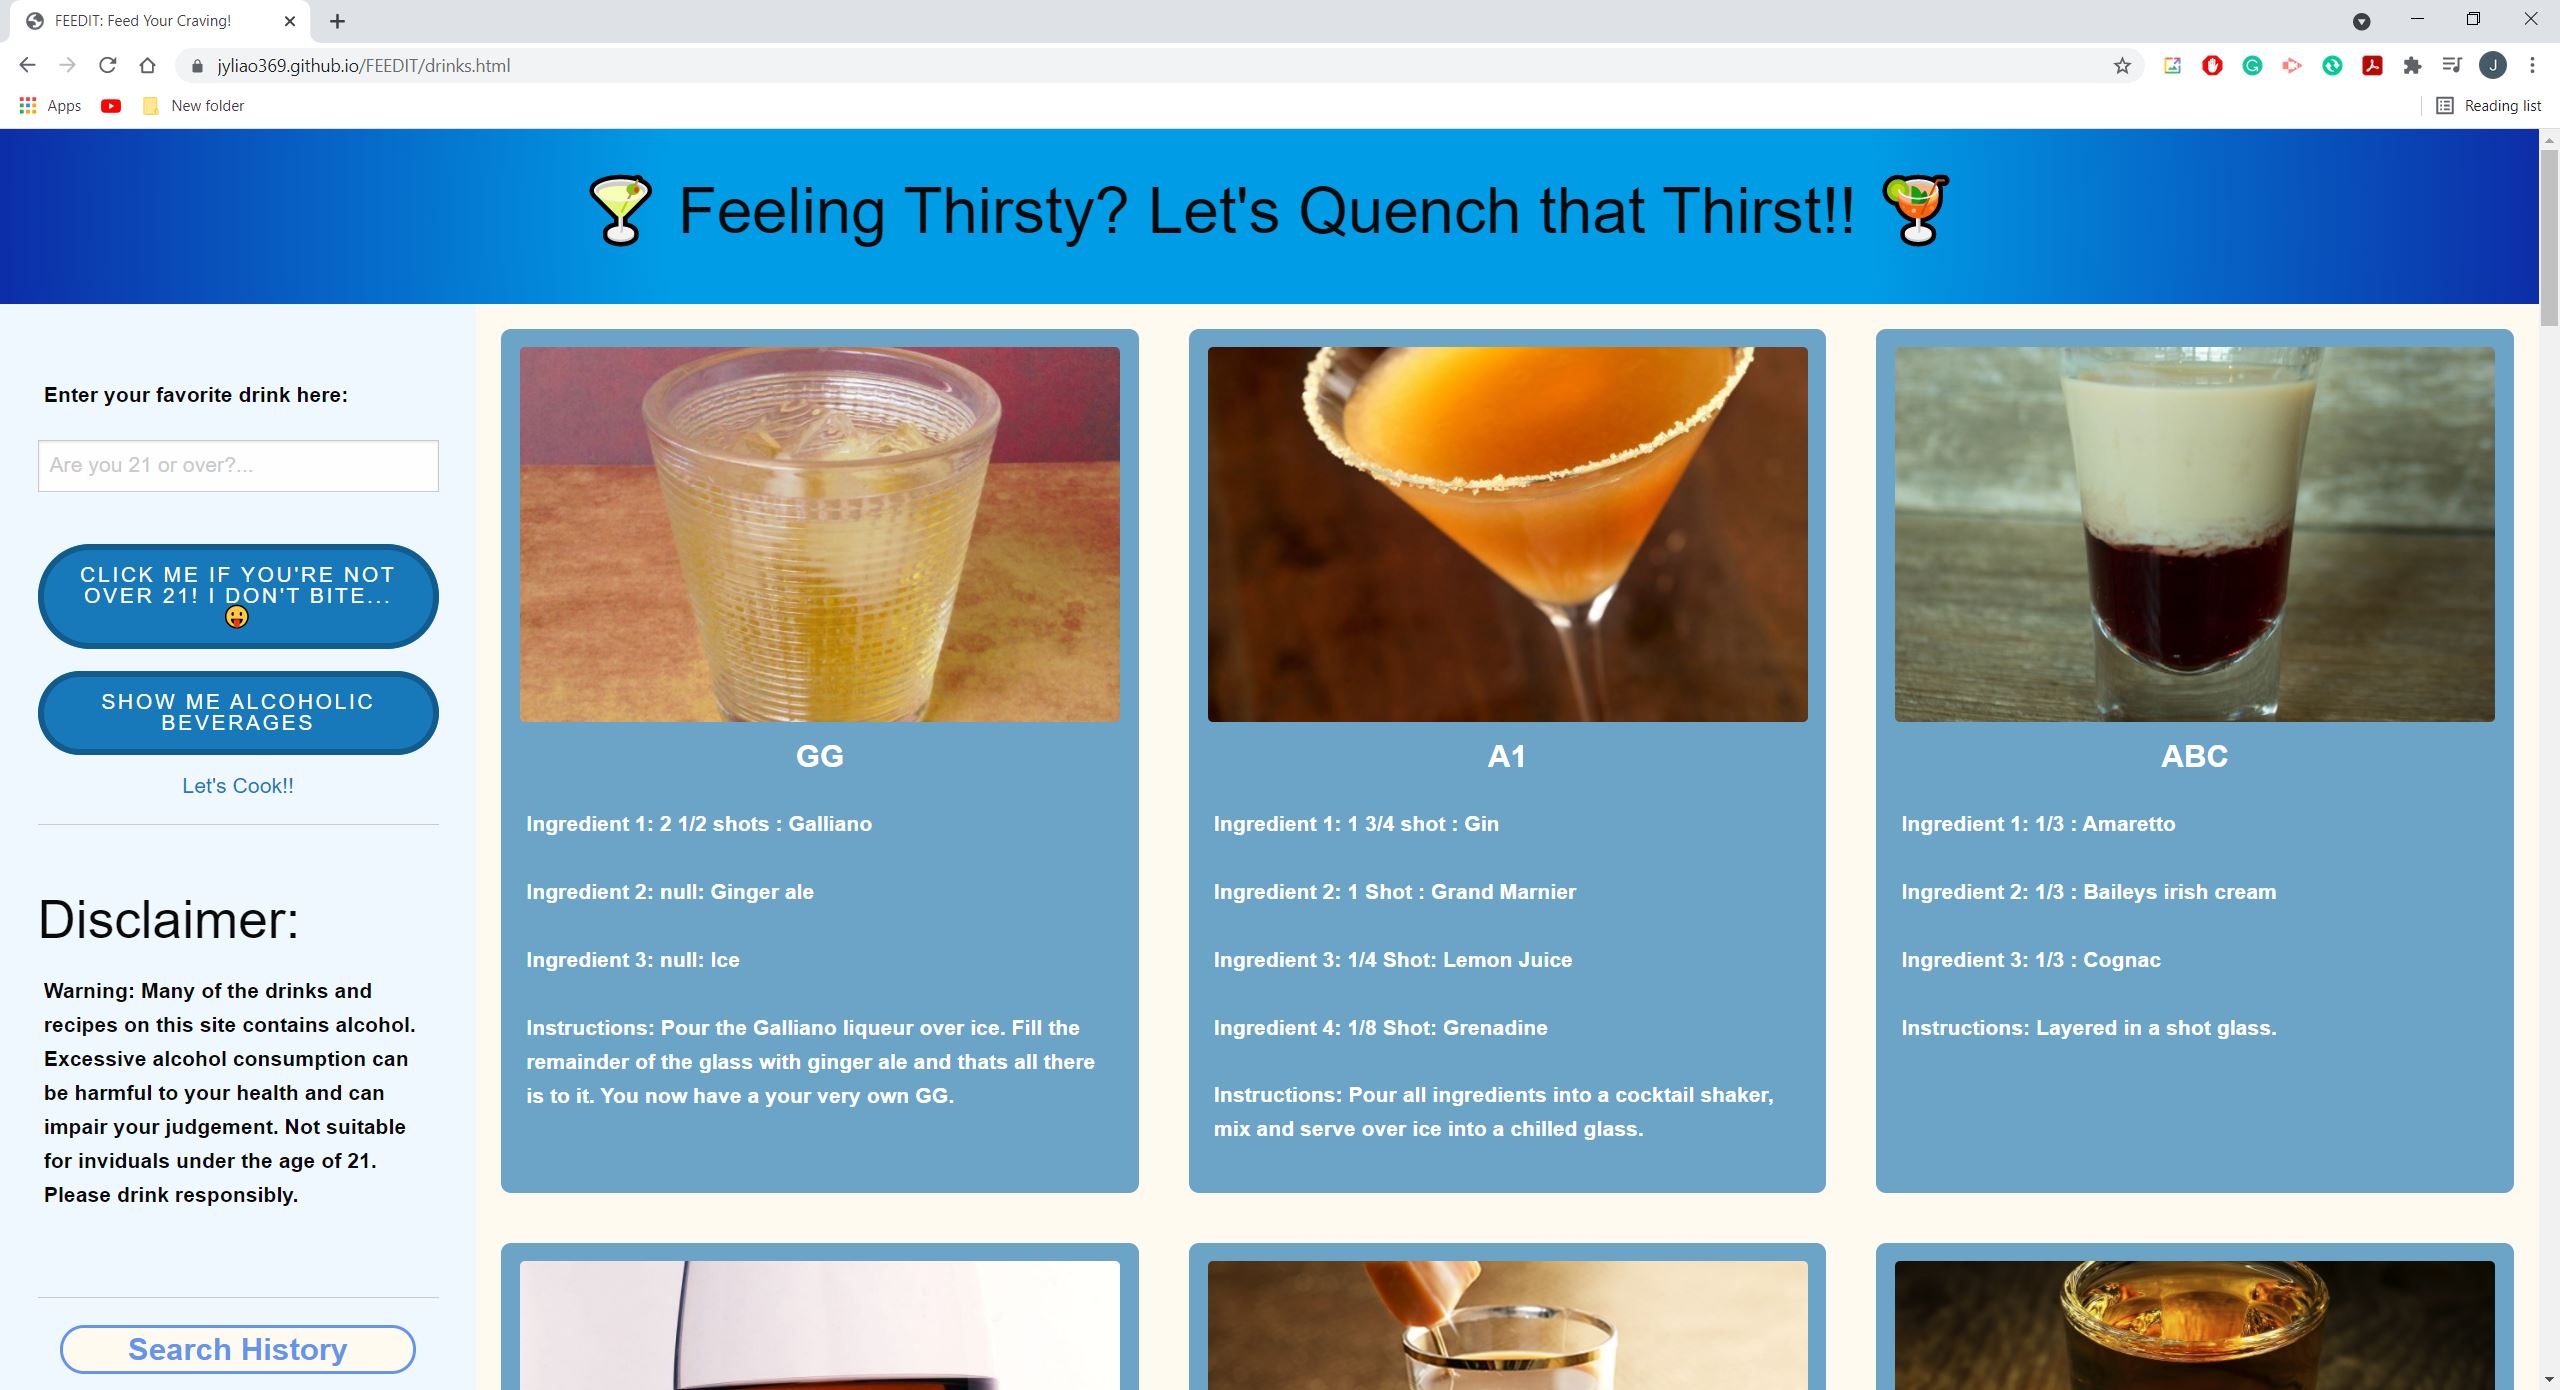 FEEDIT: Feed Your Craving!
jyliao369.github.io/FEEDIT/drinks.html
J
Apps
New folder
Reading list
🍸 Feeling Thirsty? Let's Quench that Thirst!! 🍹
Enter your favorite drink here:
Are you 21 or over?...
CLICK ME IF YOU'RE NOT
OVER 21! I DON'T BITE...
😛
SHOW ME ALCOHOLIC
BEVERAGES
Let's Cook!!
Disclaimer:
Warning: Many of the drinks and
recipes on this site contains alcohol.
Excessive alcohol consumption can
be harmful to your health and can
impair your judgement. Not suitable
for inviduals under the age of 21.
Please drink responsibly.
Search History
GG
Ingredient 1: 2 1/2 shots : Galliano
Ingredient 2: null: Ginger ale
Ingredient 3: null: Ice
Instructions: Pour the Galliano liqueur over ice. Fill the
remainder of the glass with ginger ale and thats all there
is to it. You now have a your very own GG.
A1
Ingredient 1: 1 3/4 shot : Gin
Ingredient 2: 1 Shot : Grand Marnier
Ingredient 3: 1/4 Shot: Lemon Juice
Ingredient 4: 1/8 Shot: Grenadine
Instructions: Pour all ingredients into a cocktail shaker,
mix and serve over ice into a chilled glass.
ABC
Ingredient 1: 1/3 : Amaretto
Ingredient 2: 1/3 : Baileys irish cream
Ingredient 3: 1/3 : Cognac
Instructions: Layered in a shot glass.